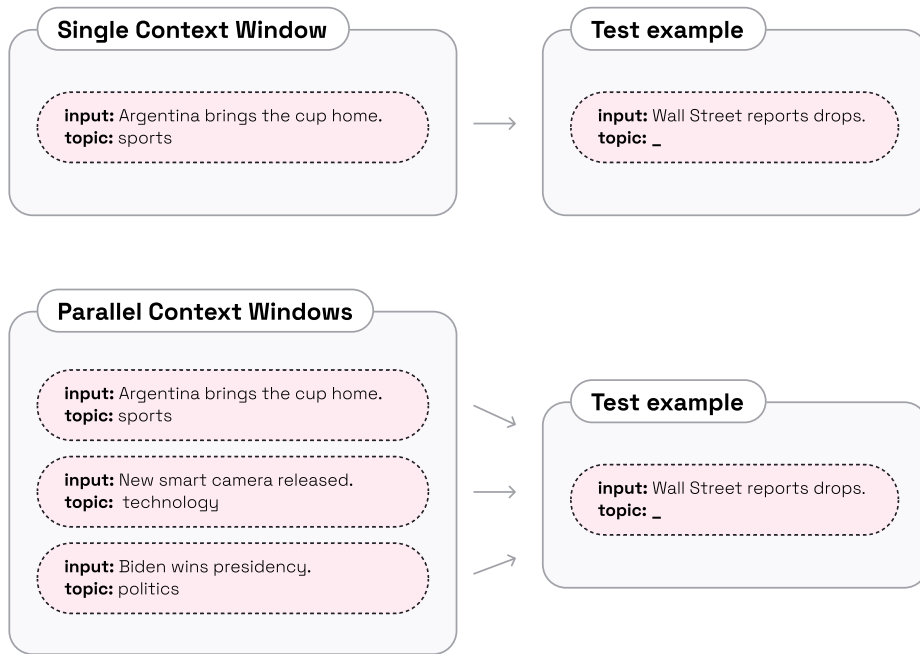 Single Context Window
input: Argentina brings the cup home.
topic: sports
Test example
input: Wall Street reports drops.
topic: _
Parallel Context Windows
input: Argentina brings the cup home.
topic: sports
input: New smart camera released.
topic: technology
input: Biden wins presidency.
topic: politics
Test example
input: Wall Street reports drops.
topic: _